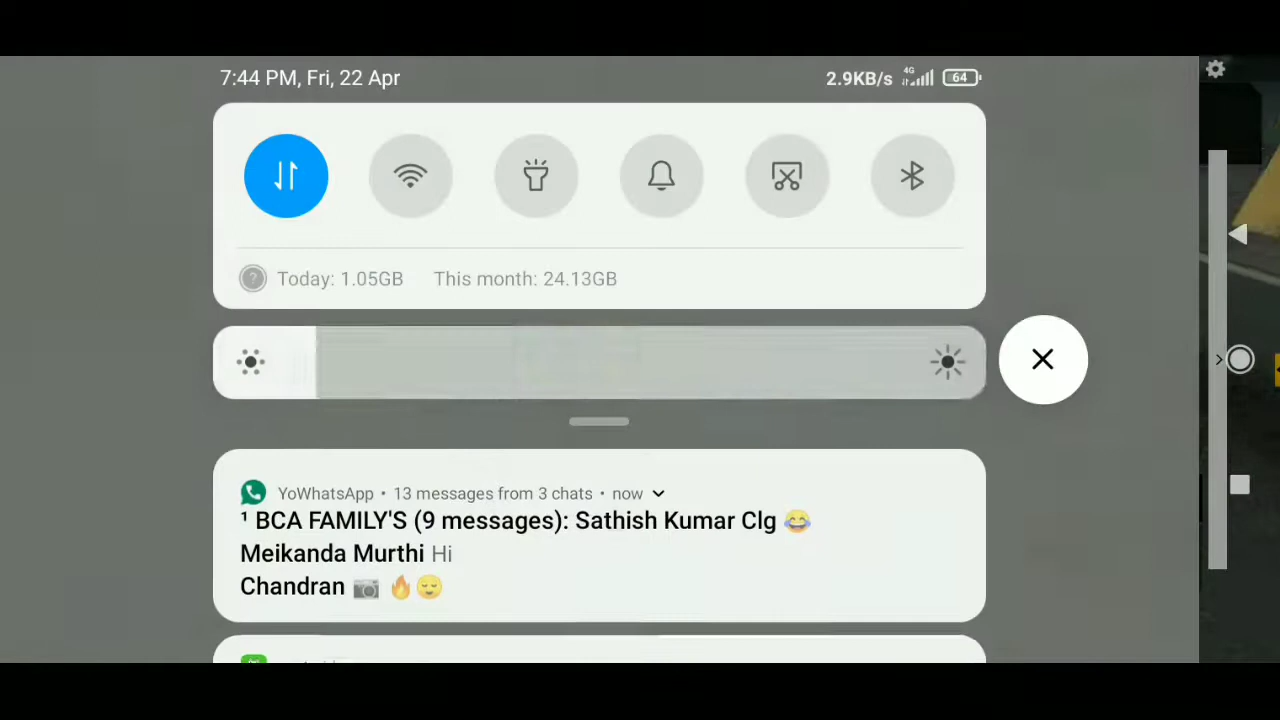 7:44 PM, Fri, 22 Apr
2.9KB/s 4G 64
Today: 1.05GB This month: 24.13GB
YoWhatsApp • 13 messages from 3 chats • now
¹ BCA FAMILY'S (9 messages): Sathish Kumar Clg 😂
Meikanda Murthi Hi
Chandran 📷 🔥😌